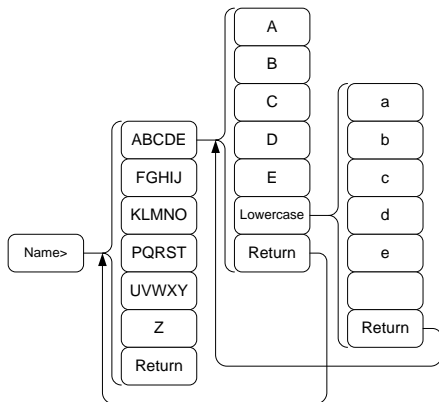 Name>
ABCDE
FGHIJ
KLMNO
PQRST
UVWXY
Z
Return
A
B
C
D
E
Lowercase
Return
a
b
c
d
e
Return